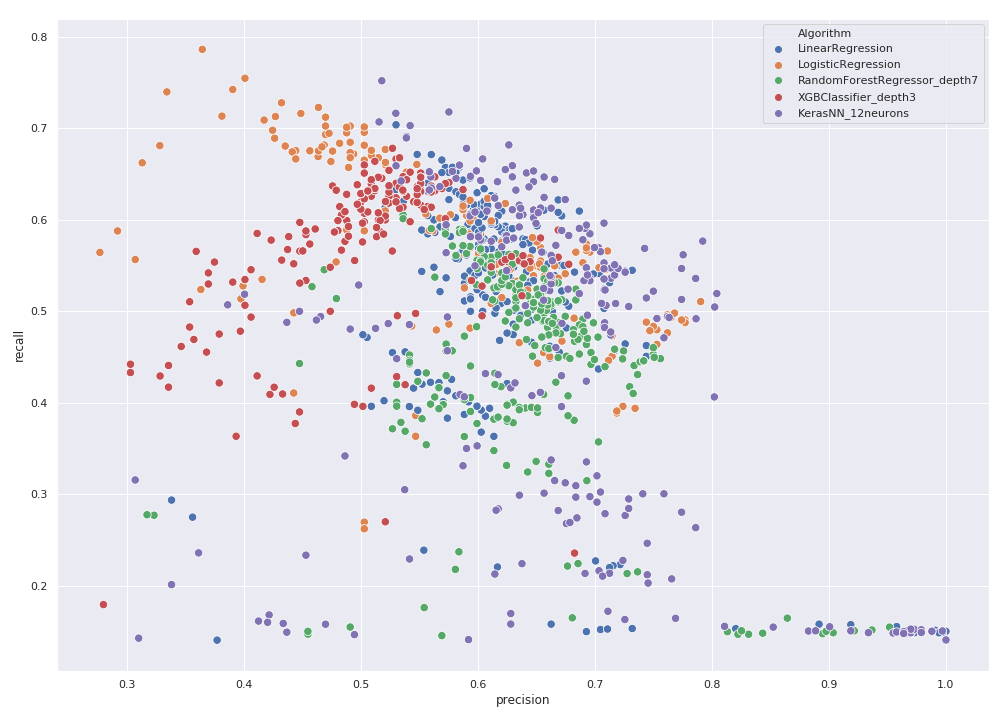 Algorithm
LinearRegression
LogisticRegression
RandomForestRegressor_depth7
XGBClassifier_depth3
KerasNN_12neurons
recall
0.8
0.7
0.6
0.5
0.4
0.3
0.2
0.3 0.4 0.5 0.6 0.7 0.8 0.9 1.0
precision